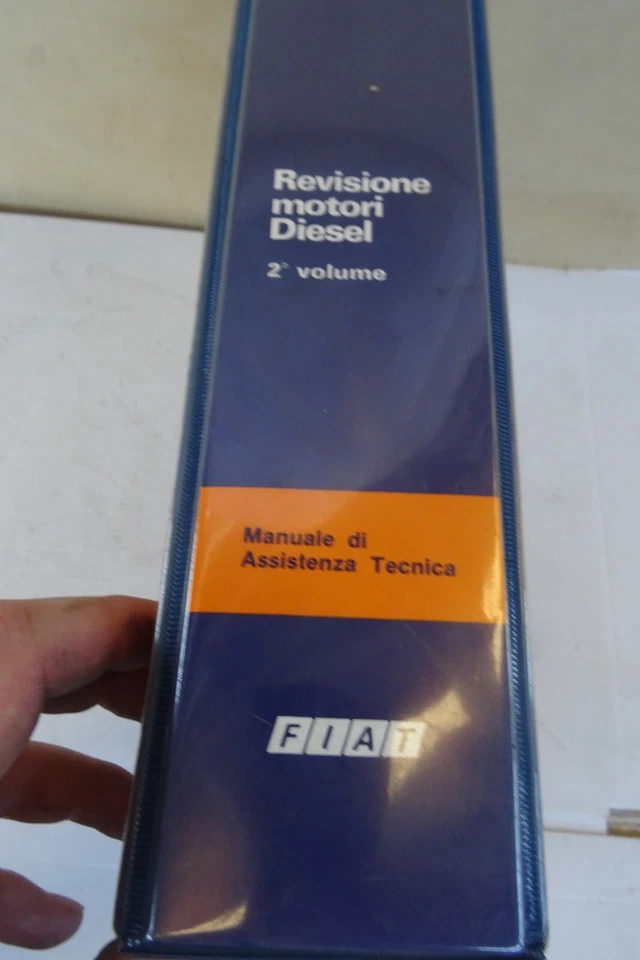 Revisione
motori
Diesel
2° volume
Manuale di
Assistenza Tecnica
FIAT